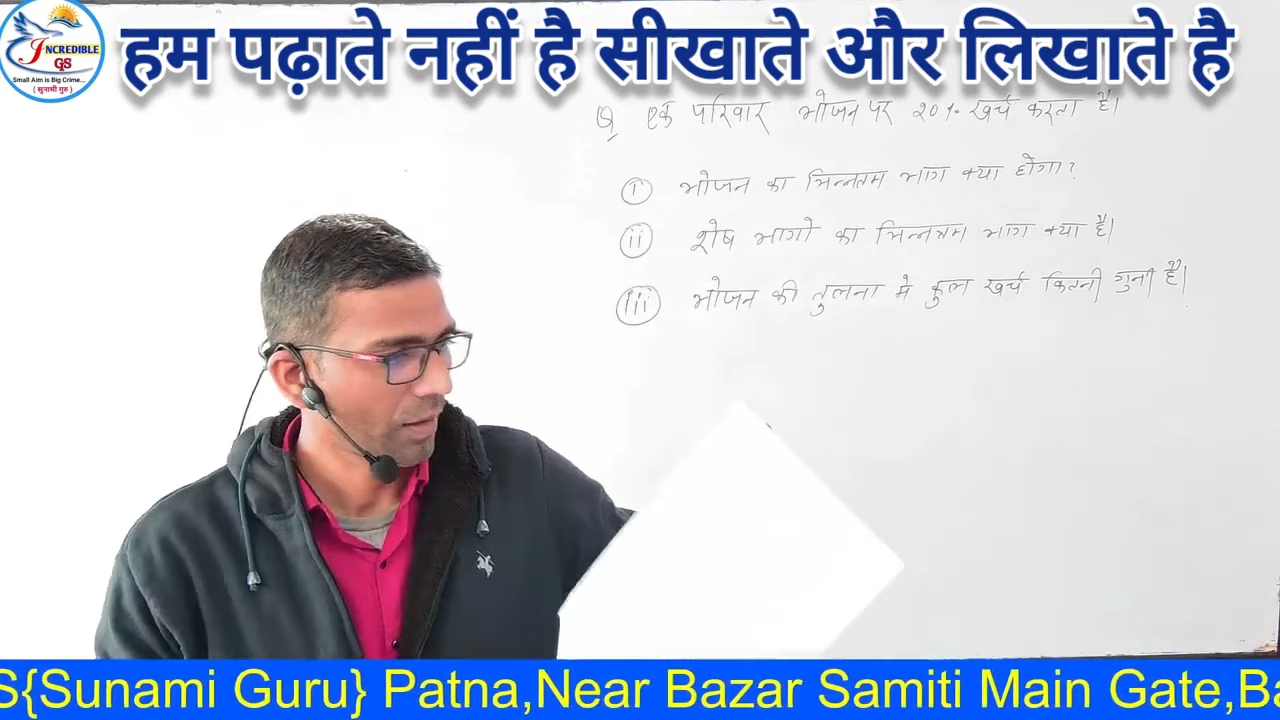 INCREDIBLE
GS
Small Aim is Big Crime...
( सुनामी गुरु )
हम पढ़ाते नहीं है सीखाते और लिखाते है
Q एक परिवार भोजन पर 20% खर्च करता है।
i भोजन का भिन्नतम भाग क्या होगा?
ii शेष भागो का भिन्नतम भाग क्या है।
iii भोजन की तुलना मे कुल खर्च कितनी गुनी है।
S{Sunami Guru} Patna,Near Bazar Samiti Main Gate,Ba